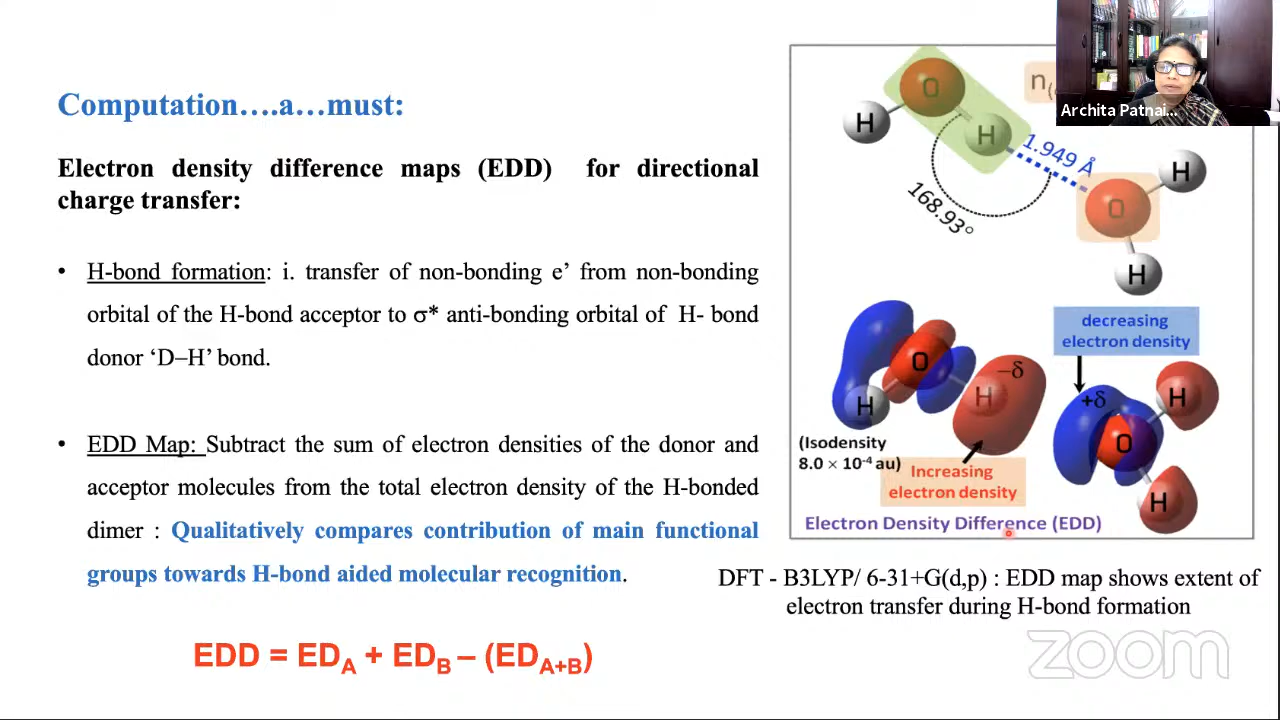 Computation….a…must:
Electron density difference maps (EDD) for directional
charge transfer:
• H-bond formation: i. transfer of non-bonding e’ from non-bonding
orbital of the H-bond acceptor to σ* anti-bonding orbital of H- bond
donor ‘D–H’ bond.
• EDD Map: Subtract the sum of electron densities of the donor and
acceptor molecules from the total electron density of the H-bonded
dimer : Qualitatively compares contribution of main functional
groups towards H-bond aided molecular recognition.
EDD = ED_A + ED_B – (ED_A+B)
O
H
H
n(
1.949 Å
168.93°
O
H
H
Archita Patnai...
decreasing
electron density
O
H
H
−δ
+δ
O
H
H
(Isodensity
8.0 × 10⁻⁴ au)
Increasing
electron density
Electron Density Difference (EDD)
DFT - B3LYP/ 6-31+G(d,p) : EDD map shows extent of
electron transfer during H-bond formation
zoom